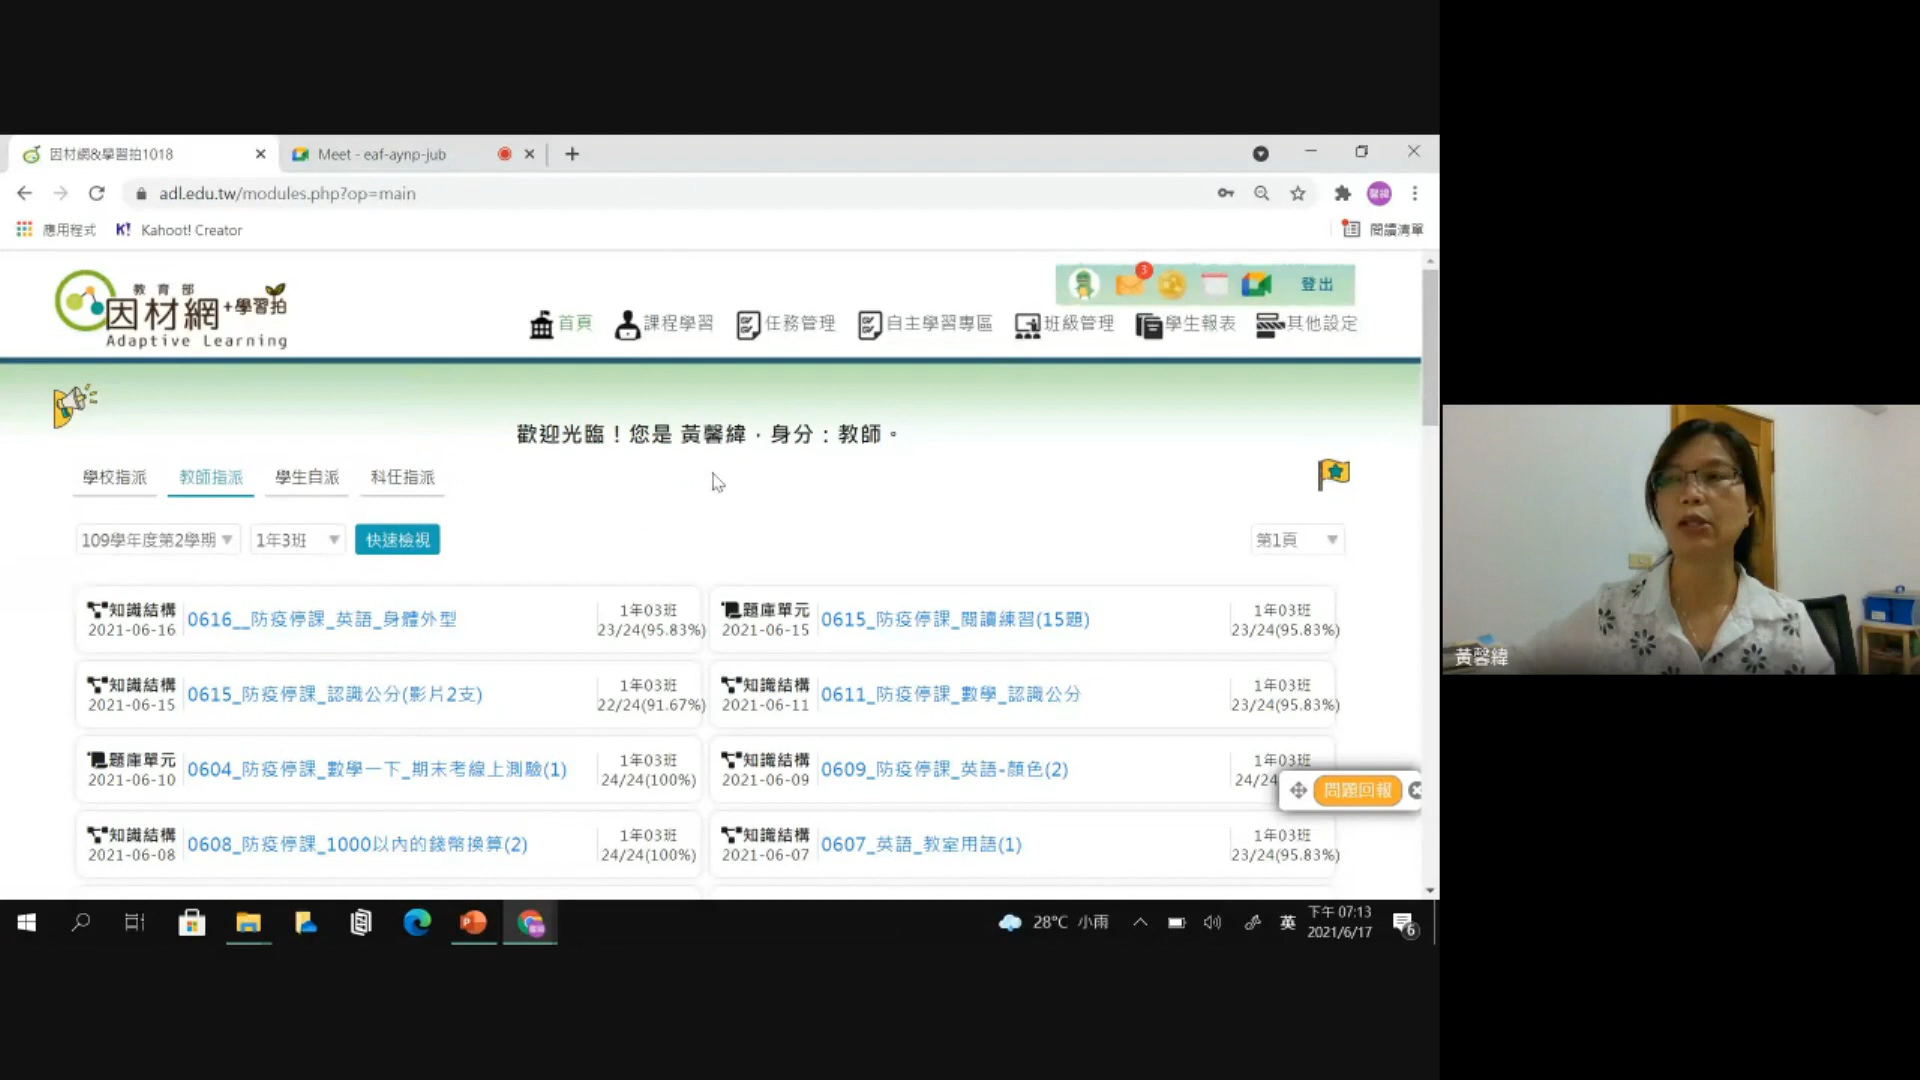 因材網&學習拍1018
Meet - eaf-aynp-jub
adl.edu.tw/modules.php?op=main
馨緯
應用程式
K! Kahoot! Creator
閱讀清單
教育部
因材網+學習拍
Adaptive Learning
3
登出
首頁
課程學習
任務管理
自主學習專區
班級管理
學生報表
其他設定
歡迎光臨！您是 黃馨緯，身分：教師。
學校指派
教師指派
學生自派
科任指派
109學年度第2學期
1年3班
快速檢視
第1頁
知識結構
2021-06-16
0616__防疫停課_英語_身體外型
1年03班
23/24(95.83%)
題庫單元
2021-06-15
0615_防疫停課_閱讀練習(15題)
1年03班
23/24(95.83%)
知識結構
2021-06-15
0615_防疫停課_認識公分(影片2支)
1年03班
22/24(91.67%)
知識結構
2021-06-11
0611_防疫停課_數學_認識公分
1年03班
23/24(95.83%)
題庫單元
2021-06-10
0604_防疫停課_數學一下_期末考線上測驗(1)
1年03班
24/24(100%)
知識結構
2021-06-09
0609_防疫停課_英語-顏色(2)
1年03班
24/24
問題回報
知識結構
2021-06-08
0608_防疫停課_1000以內的錢幣換算(2)
1年03班
24/24(100%)
知識結構
2021-06-07
0607_英語_教室用語(1)
1年03班
23/24(95.83%)
28°C 小雨
英
下午 07:13
2021/6/17
6
黃馨緯